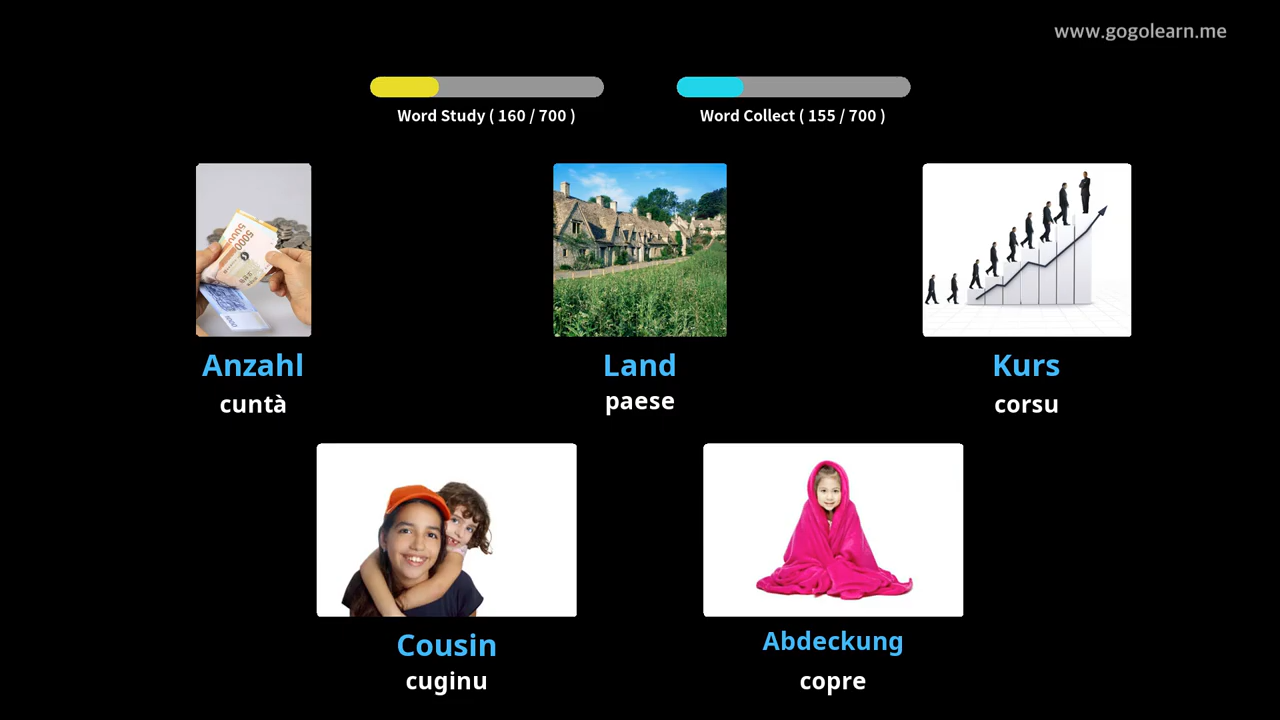 www.gogolearn.me
Word Study ( 160 / 700 )
Word Collect ( 155 / 700 )
Anzahl
cuntà
Land
paese
Kurs
corsu
Cousin
cuginu
Abdeckung
copre